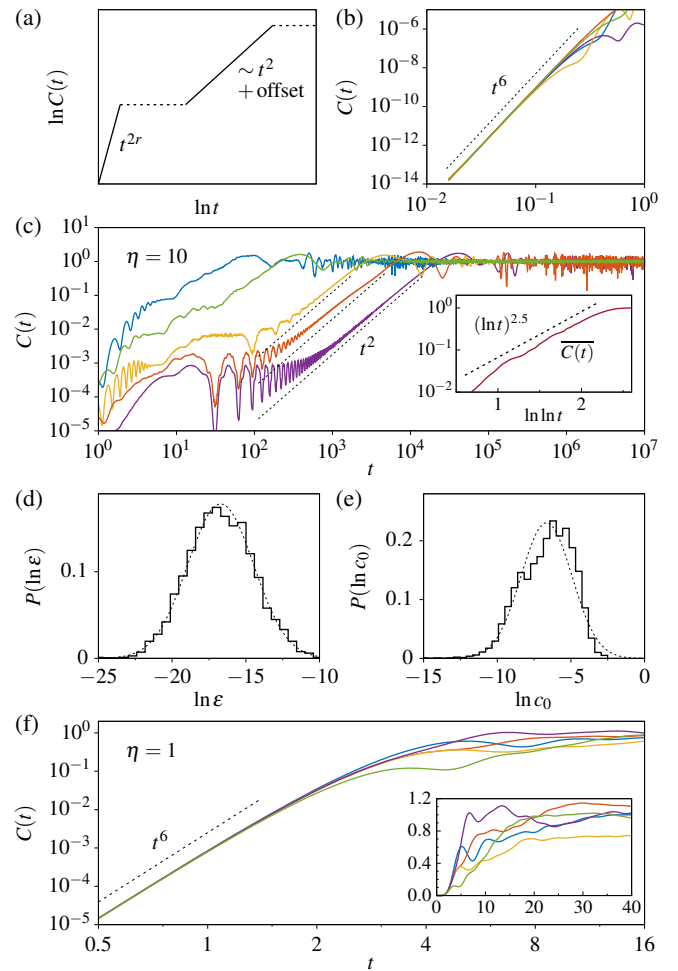 (a)
ln C(t)
t^{2r}
∼ t^2
+ offset
ln t
(b)
C(t)
10^{-6}
10^{-8}
10^{-10}
10^{-12}
10^{-14}
t^6
10^{-2}
10^{-1}
10^0
(c)
C(t)
10^1
10^0
10^{-1}
10^{-2}
10^{-3}
10^{-4}
10^{-5}
η = 10
t^2
10^0
10^1
10^2
10^3
10^4
10^5
10^6
10^7
t
10^0
10^{-1}
10^{-2}
(ln t)^{2.5}
\overline{C(t)}
1
2
ln ln t
(d)
P(ln ε)
0.1
0
−25
−20
−15
−10
ln ε
(e)
P(ln c_0)
0.2
0.1
0
−15
−10
−5
0
ln c_0
(f)
C(t)
10^0
10^{-1}
10^{-2}
10^{-3}
10^{-4}
10^{-5}
η = 1
t^6
0.5
1
2
4
8
16
t
1.2
0.8
0.4
0.0
0
10
20
30
40